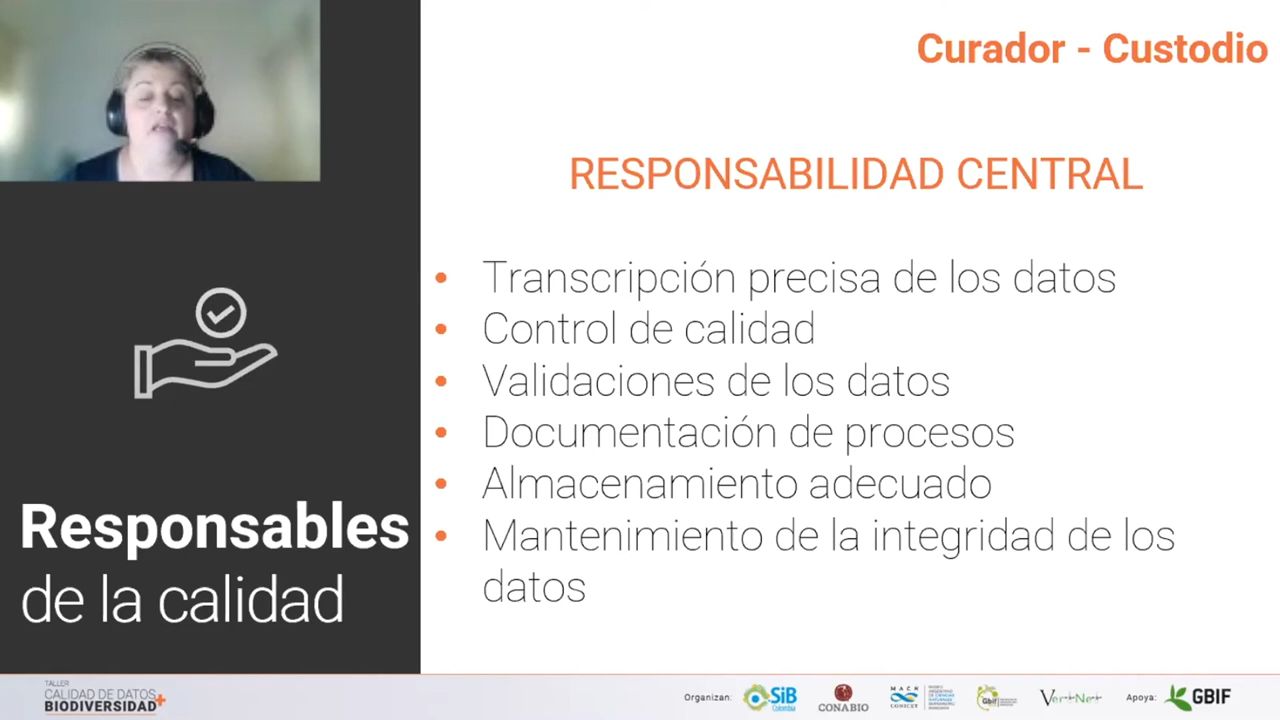 Curador - Custodio
RESPONSABILIDAD CENTRAL
• Transcripción precisa de los datos
• Control de calidad
• Validaciones de los datos
• Documentación de procesos
• Almacenamiento adecuado
• Mantenimiento de la integridad de los
datos
Responsables
de la calidad
TALLER
CALIDAD DE DATOS
BIODIVERSIDAD+
Organizan:
SiB
Colombia
CONABIO
MACN
CONICET
Gbif
VertNet
Apoya:
GBIF